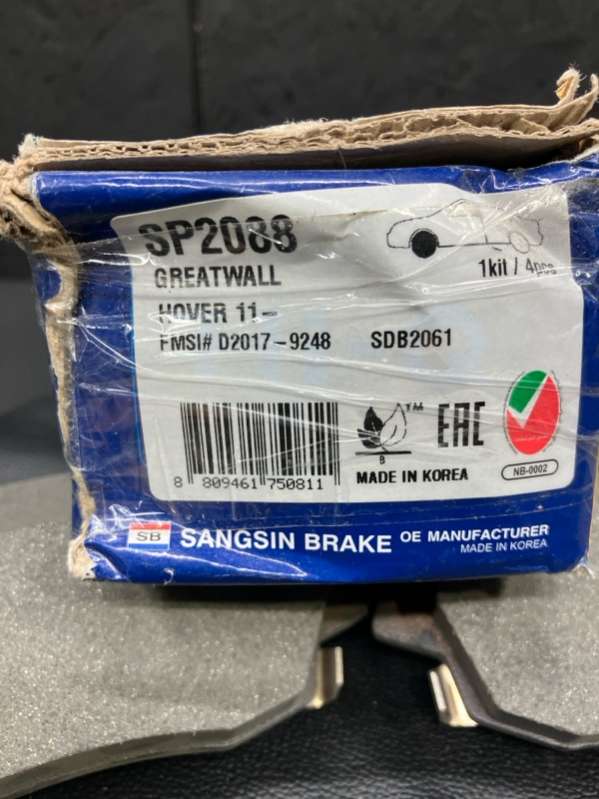 SP2088
1kit / 4pcs
GREATWALL
HOVER 11-
FMSI# D2017-9248 SDB2061
8 809461 750811
B
TM
EAC
MADE IN KOREA
NB-0002
SB SANGSIN BRAKE OE MANUFACTURER
MADE IN KOREA